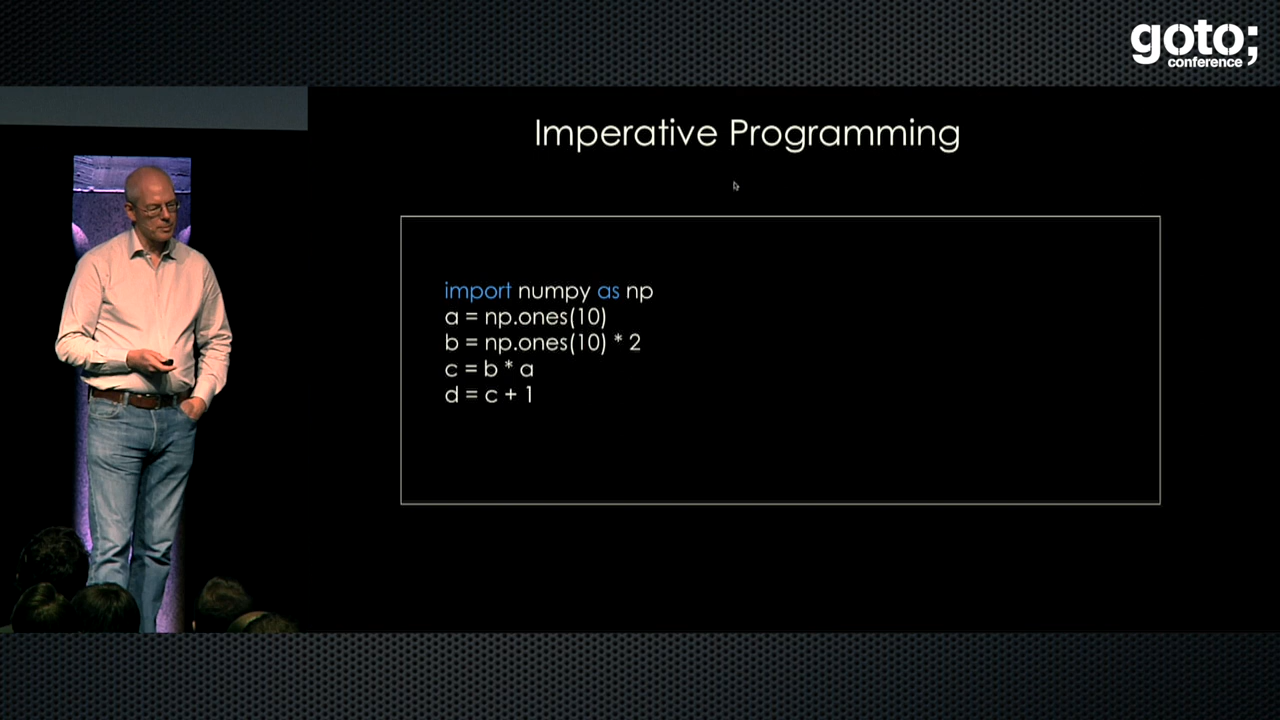 goto;
conference
Imperative Programming
import numpy as np
a = np.ones(10)
b = np.ones(10) * 2
c = b * a
d = c + 1